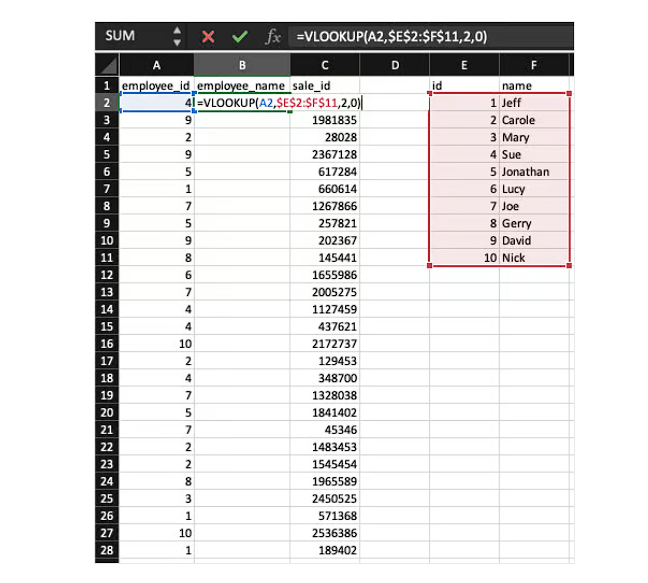 SUM fx =VLOOKUP(A2,$E$2:$F$11,2,0)
A B C D E F
1 employee_id employee_name sale_id id name
2 4 =VLOOKUP(A2,$E$2:$F$11,2,0) 1 Jeff
3 9 1981835 2 Carole
4 2 28028 3 Mary
5 9 2367128 4 Sue
6 5 617284 5 Jonathan
7 1 660614 6 Lucy
8 7 1267866 7 Joe
9 5 257821 8 Gerry
10 9 202367 9 David
11 8 145441 10 Nick
12 6 1655986
13 7 2005275
14 4 1127459
15 4 437621
16 10 2172737
17 2 129453
18 4 348700
19 7 1328038
20 5 1841402
21 7 45346
22 2 1483453
23 2 1545454
24 8 1965589
25 3 2450525
26 1 571368
27 10 2536386
28 1 189402